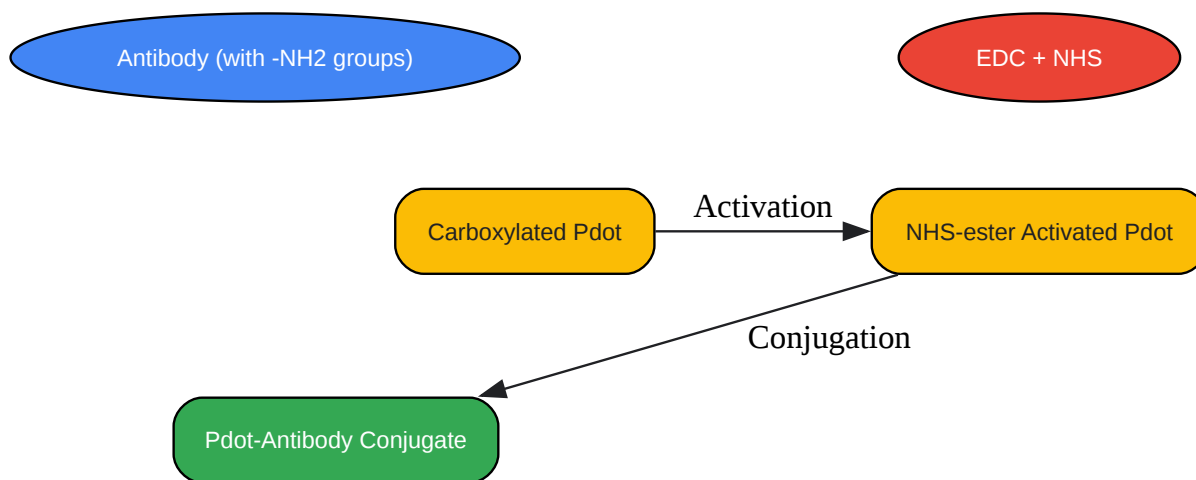 Antibody (with -NH2 groups)
EDC + NHS
Carboxylated Pdot
Activation
NHS-ester Activated Pdot
Conjugation
Pdot-Antibody Conjugate